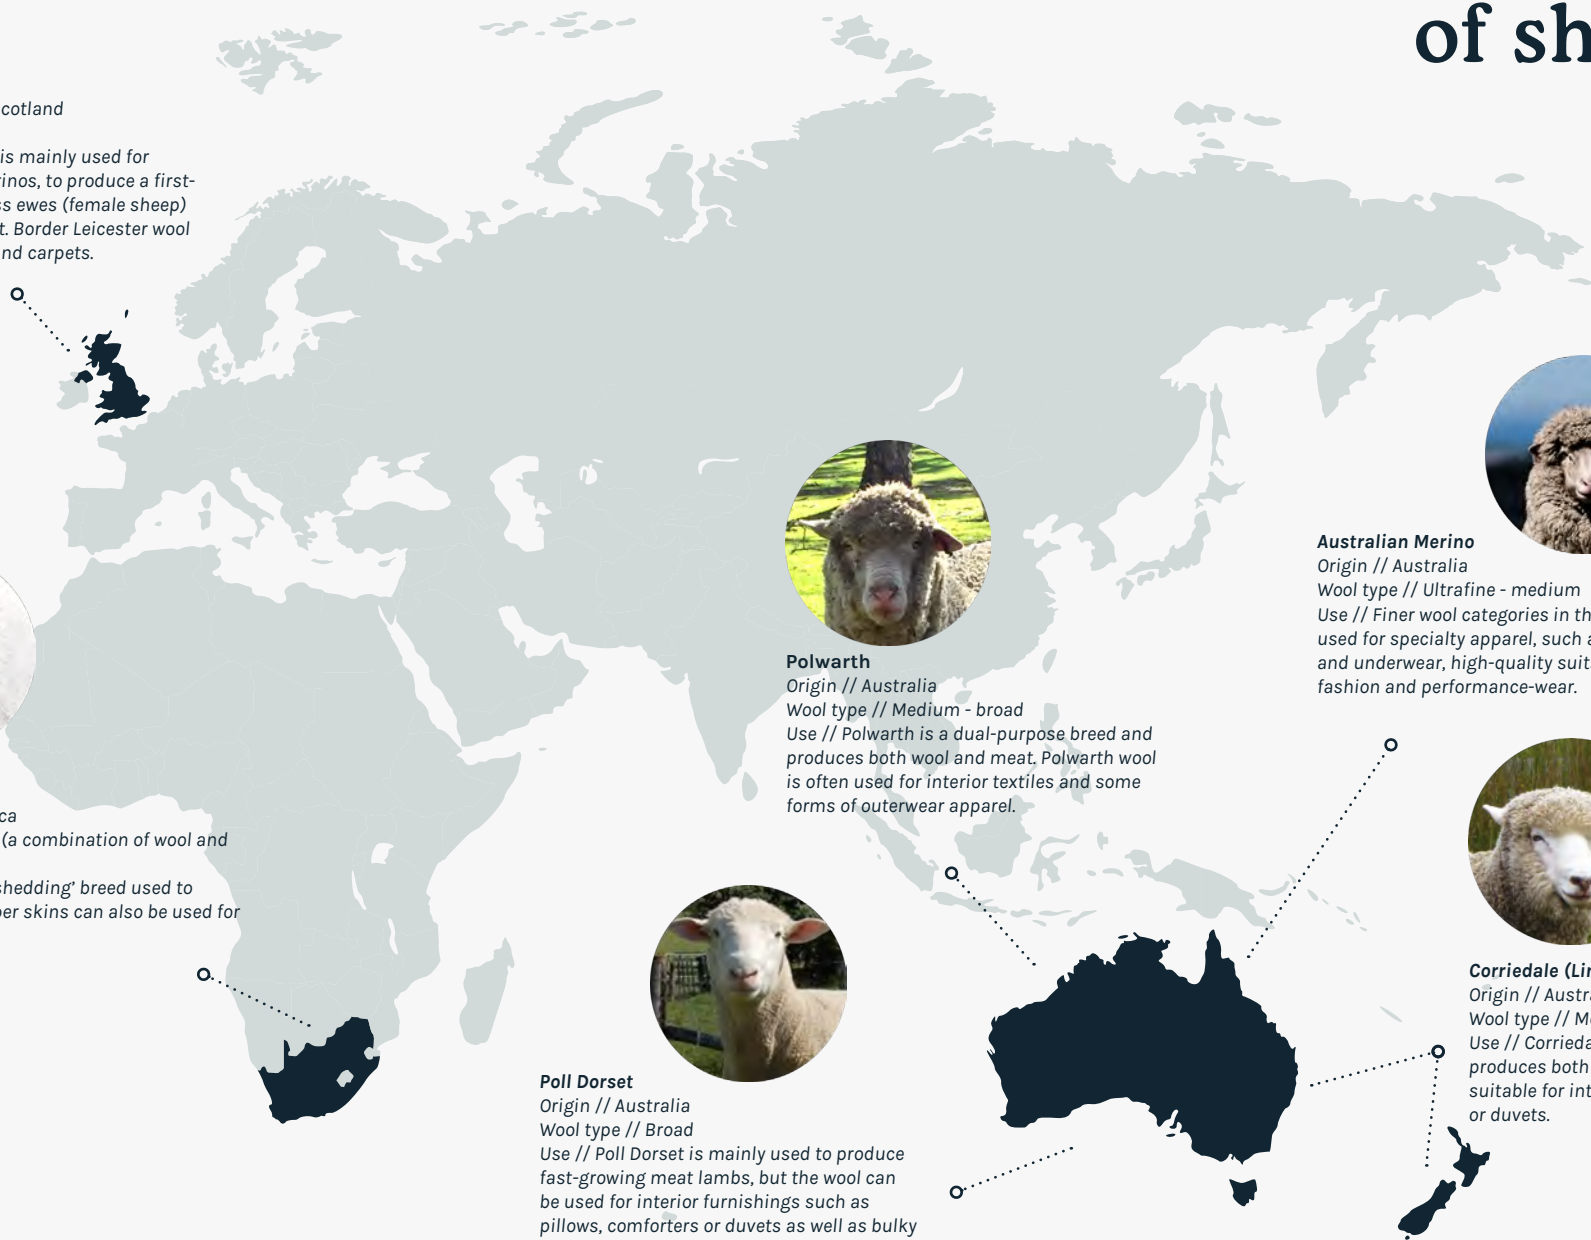 of sh
cotland
is mainly used for
rinos, to produce a first-
ss ewes (female sheep)
t. Border Leicester wool
nd carpets.
Australian Merino
Origin // Australia
Wool type // Ultrafine - medium
Use // Finer wool categories in th
used for specialty apparel, such a
and underwear, high-quality suit
fashion and performance-wear.
Polwarth
Origin // Australia
Wool type // Medium - broad
Use // Polwarth is a dual-purpose breed and
produces both wool and meat. Polwarth wool
is often used for interior textiles and some
forms of outerwear apparel.
ca
(a combination of wool and
shedding’ breed used to
per skins can also be used for
Corriedale (Lin
Origin // Austra
Wool type // Me
Use // Corrieda
produces both
suitable for int
or duvets.
Poll Dorset
Origin // Australia
Wool type // Broad
Use // Poll Dorset is mainly used to produce
fast-growing meat lambs, but the wool can
be used for interior furnishings such as
pillows, comforters or duvets as well as bulky